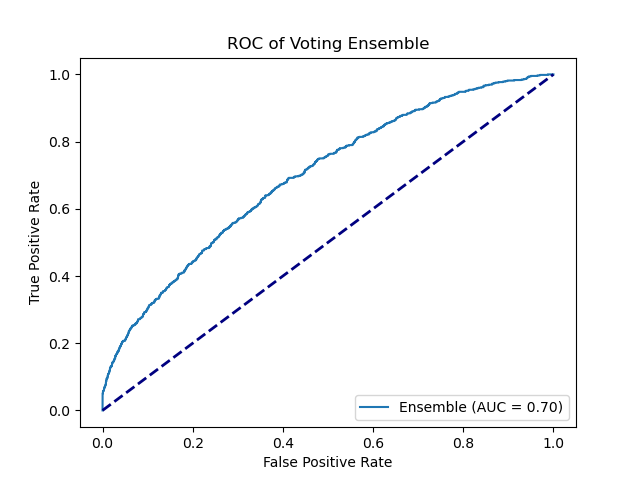 ROC of Voting Ensemble
True Positive Rate
1.0
0.8
0.6
0.4
0.2
0.0
0.0 0.2 0.4 0.6 0.8 1.0
False Positive Rate
Ensemble (AUC = 0.70)